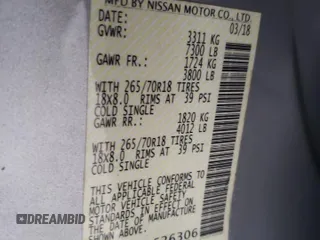 MFD BY NISSAN MOTOR CO., LTD.
DATE: 03/18
GVWR: 3311 KG
7300 LB
GAWR FR.: 1724 KG
3800 LB
WITH 265/70R18 TIRES
18X8.0 RIMS AT 39 PSI
COLD SINGLE
GAWR RR.: 1820 KG
4012 LB
WITH 265/70R18 TIRES
18X8.0 RIMS AT 39 PSI
COLD SINGLE
THIS VEHICLE CONFORMS TO
ALL APPLICABLE FEDERAL
MOTOR VEHICLE SAFETY
STANDARDS IN EFFECT ON
THE DATE OF MANUFACTURE
SHOWN ABOVE.
526306
DREAMBID